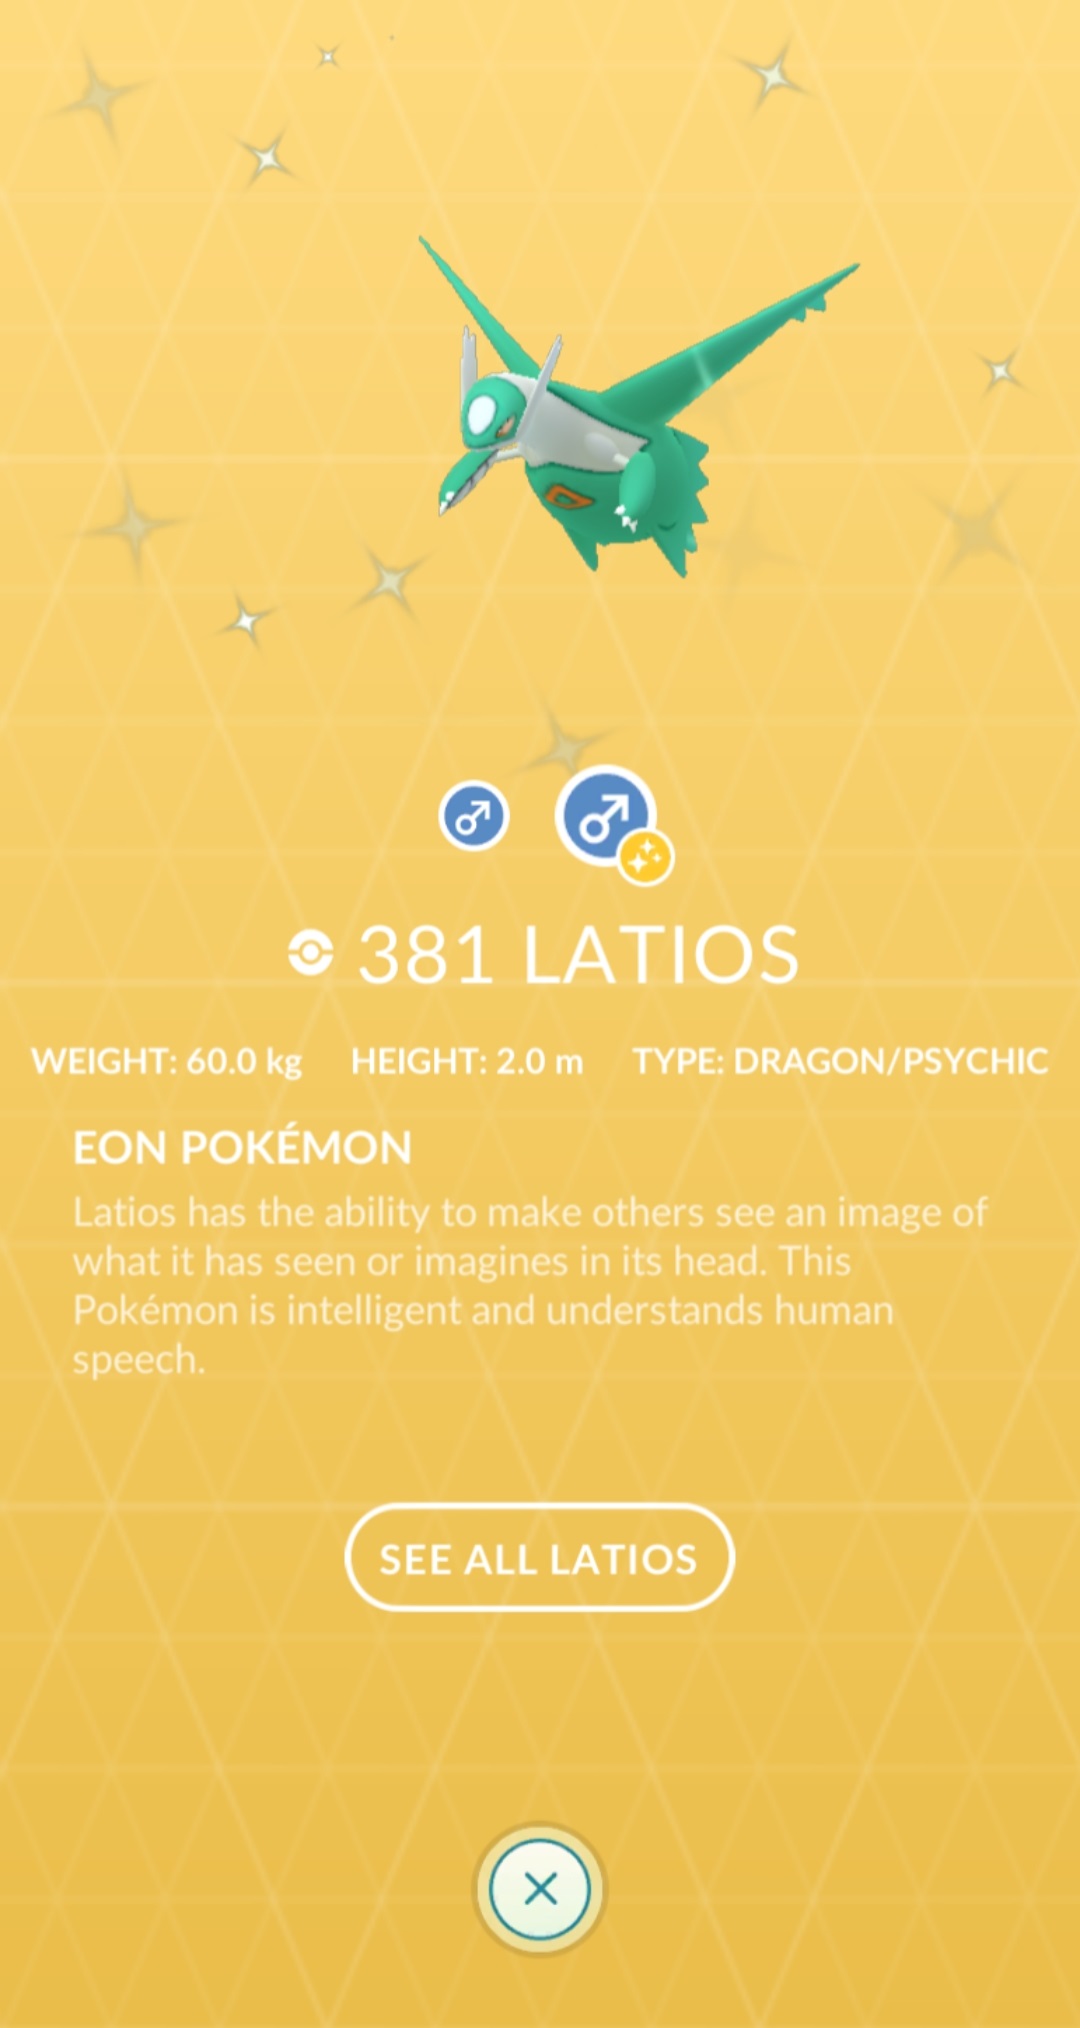 381 LATIOS
WEIGHT: 60.0 kg HEIGHT: 2.0 m TYPE: DRAGON/PSYCHIC
EON POKÉMON
Latios has the ability to make others see an image of
what it has seen or imagines in its head. This
Pokémon is intelligent and understands human
speech.
SEE ALL LATIOS